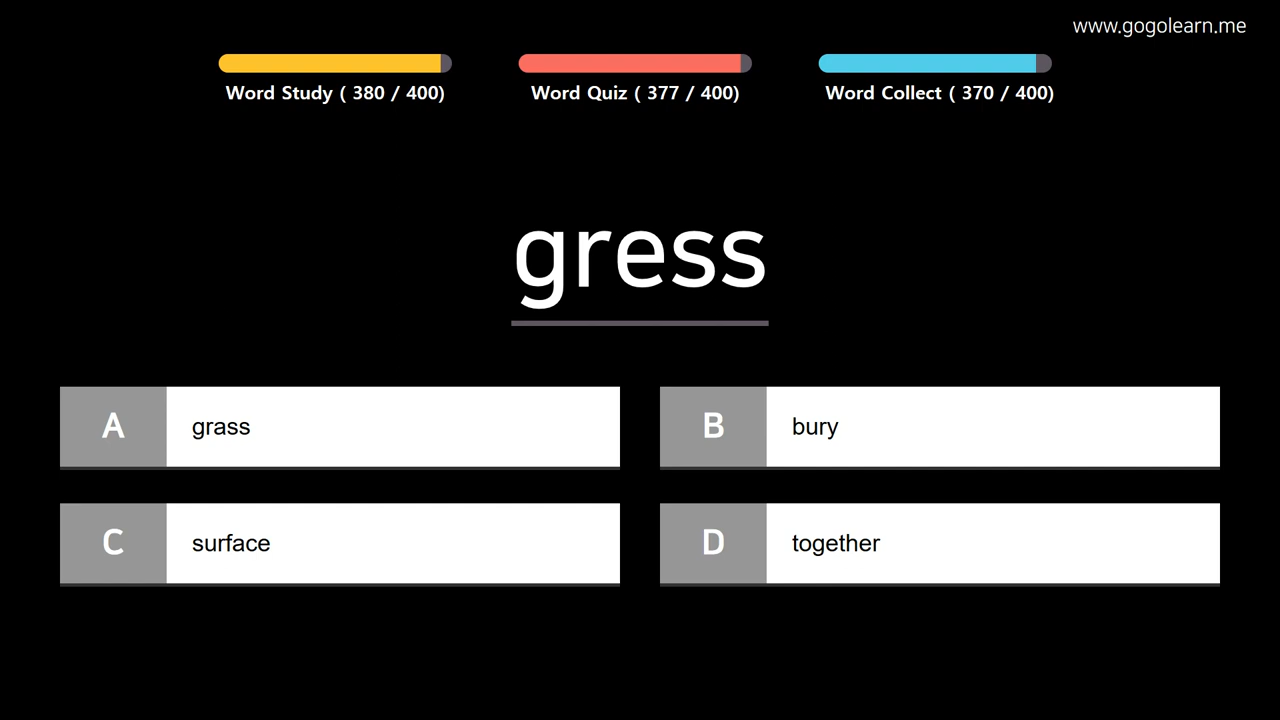 www.gogolearn.me
Word Study ( 380 / 400)
Word Quiz ( 377 / 400)
Word Collect ( 370 / 400)
gress
A grass
B bury
C surface
D together